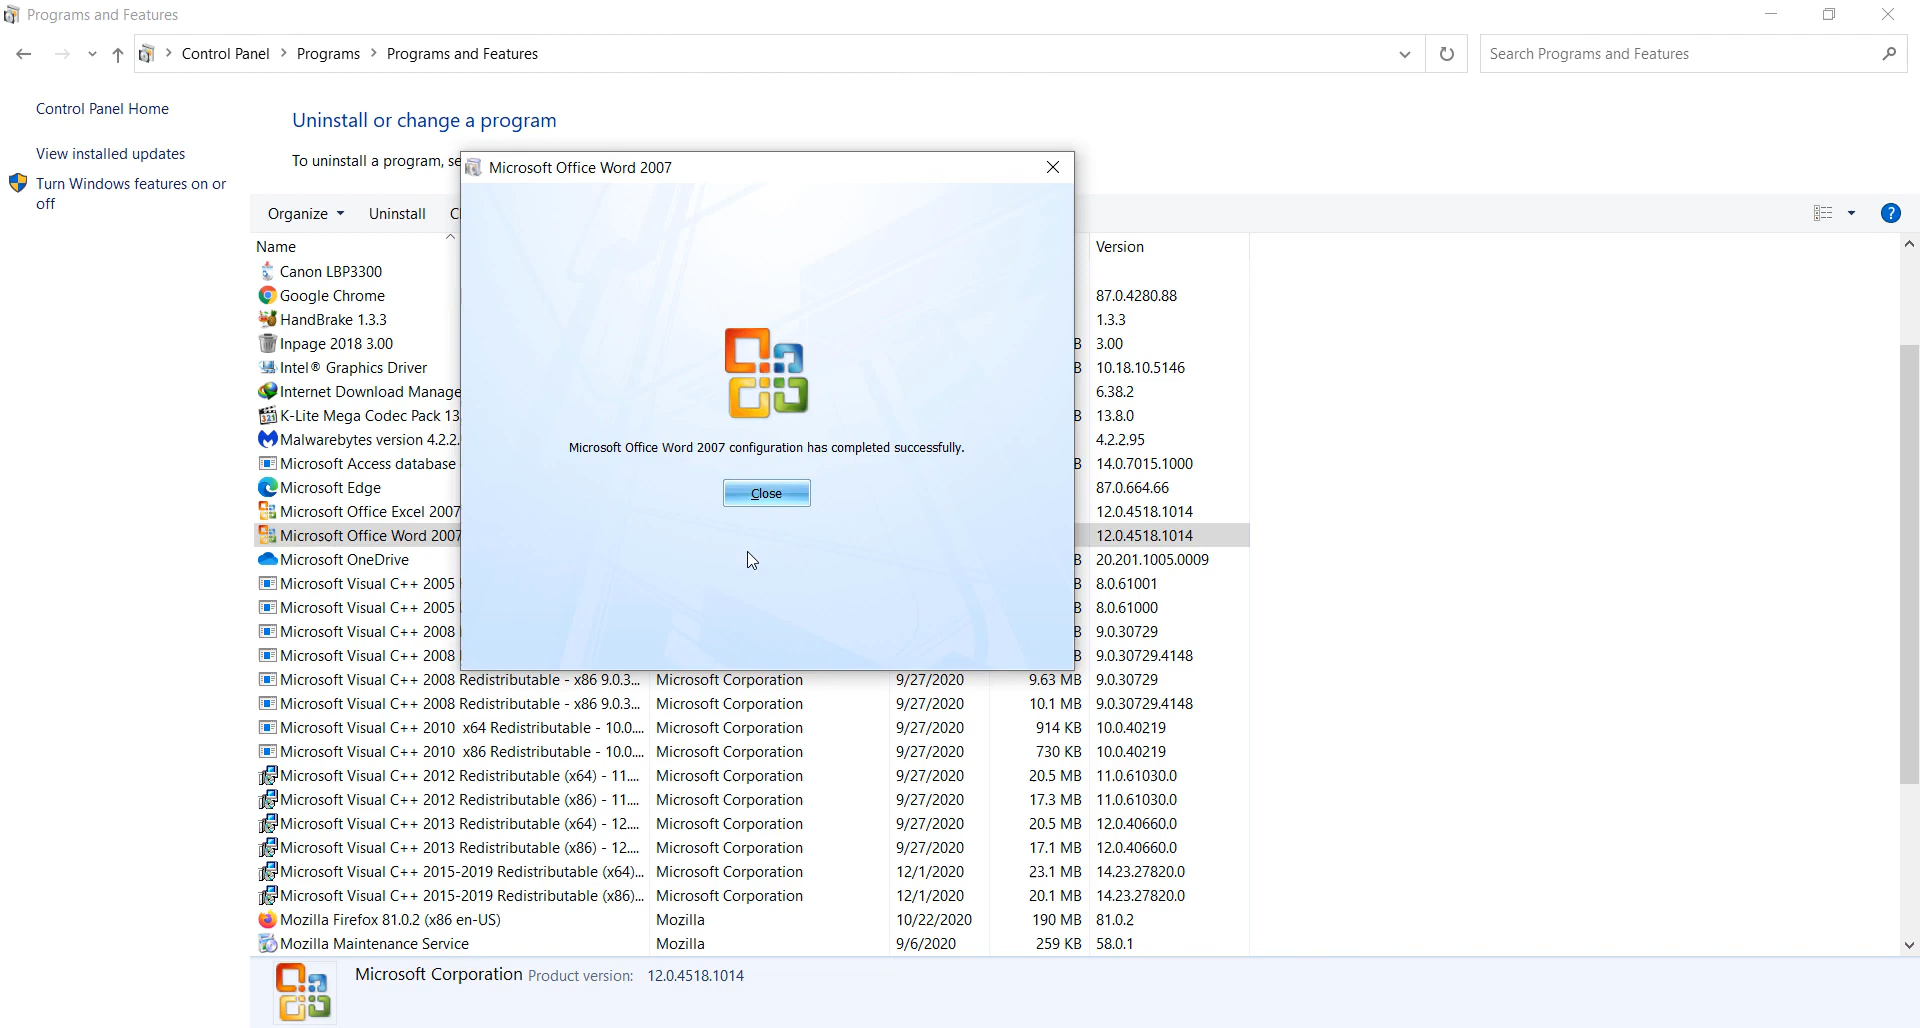 Programs and Features
Control Panel > Programs > Programs and Features
Search Programs and Features
Control Panel Home
View installed updates
Turn Windows features on or
off
Uninstall or change a program
To uninstall a program, se
Organize
Uninstall
C
Microsoft Office Word 2007
Microsoft Office Word 2007 configuration has completed successfully.
Close
Name Version
Canon LBP3300
Google Chrome 87.0.4280.88
HandBrake 1.3.3 1.3.3
Inpage 2018 3.00 B 3.00
Intel® Graphics Driver B 10.18.10.5146
Internet Download Manage 6.38.2
K-Lite Mega Codec Pack 13 B 13.8.0
Malwarebytes version 4.2.2. 4.2.2.95
Microsoft Access database B 14.0.7015.1000
Microsoft Edge 87.0.664.66
Microsoft Office Excel 2007 12.0.4518.1014
Microsoft Office Word 2007 12.0.4518.1014
Microsoft OneDrive B 20.201.1005.0009
Microsoft Visual C++ 2005 B 8.0.61001
Microsoft Visual C++ 2005 B 8.0.61000
Microsoft Visual C++ 2008 B 9.0.30729
Microsoft Visual C++ 2008 B 9.0.30729.4148
Microsoft Visual C++ 2008 Redistributable - x86 9.0.3... Microsoft Corporation 9/27/2020 9.63 MB 9.0.30729
Microsoft Visual C++ 2008 Redistributable - x86 9.0.3... Microsoft Corporation 9/27/2020 10.1 MB 9.0.30729.4148
Microsoft Visual C++ 2010 x64 Redistributable - 10.0.... Microsoft Corporation 9/27/2020 914 KB 10.0.40219
Microsoft Visual C++ 2010 x86 Redistributable - 10.0.... Microsoft Corporation 9/27/2020 730 KB 10.0.40219
Microsoft Visual C++ 2012 Redistributable (x64) - 11.... Microsoft Corporation 9/27/2020 20.5 MB 11.0.61030.0
Microsoft Visual C++ 2012 Redistributable (x86) - 11.... Microsoft Corporation 9/27/2020 17.3 MB 11.0.61030.0
Microsoft Visual C++ 2013 Redistributable (x64) - 12.... Microsoft Corporation 9/27/2020 20.5 MB 12.0.40660.0
Microsoft Visual C++ 2013 Redistributable (x86) - 12.... Microsoft Corporation 9/27/2020 17.1 MB 12.0.40660.0
Microsoft Visual C++ 2015-2019 Redistributable (x64)... Microsoft Corporation 12/1/2020 23.1 MB 14.23.27820.0
Microsoft Visual C++ 2015-2019 Redistributable (x86)... Microsoft Corporation 12/1/2020 20.1 MB 14.23.27820.0
Mozilla Firefox 81.0.2 (x86 en-US) Mozilla 10/22/2020 190 MB 81.0.2
Mozilla Maintenance Service Mozilla 9/6/2020 259 KB 58.0.1
Microsoft Corporation Product version: 12.0.4518.1014